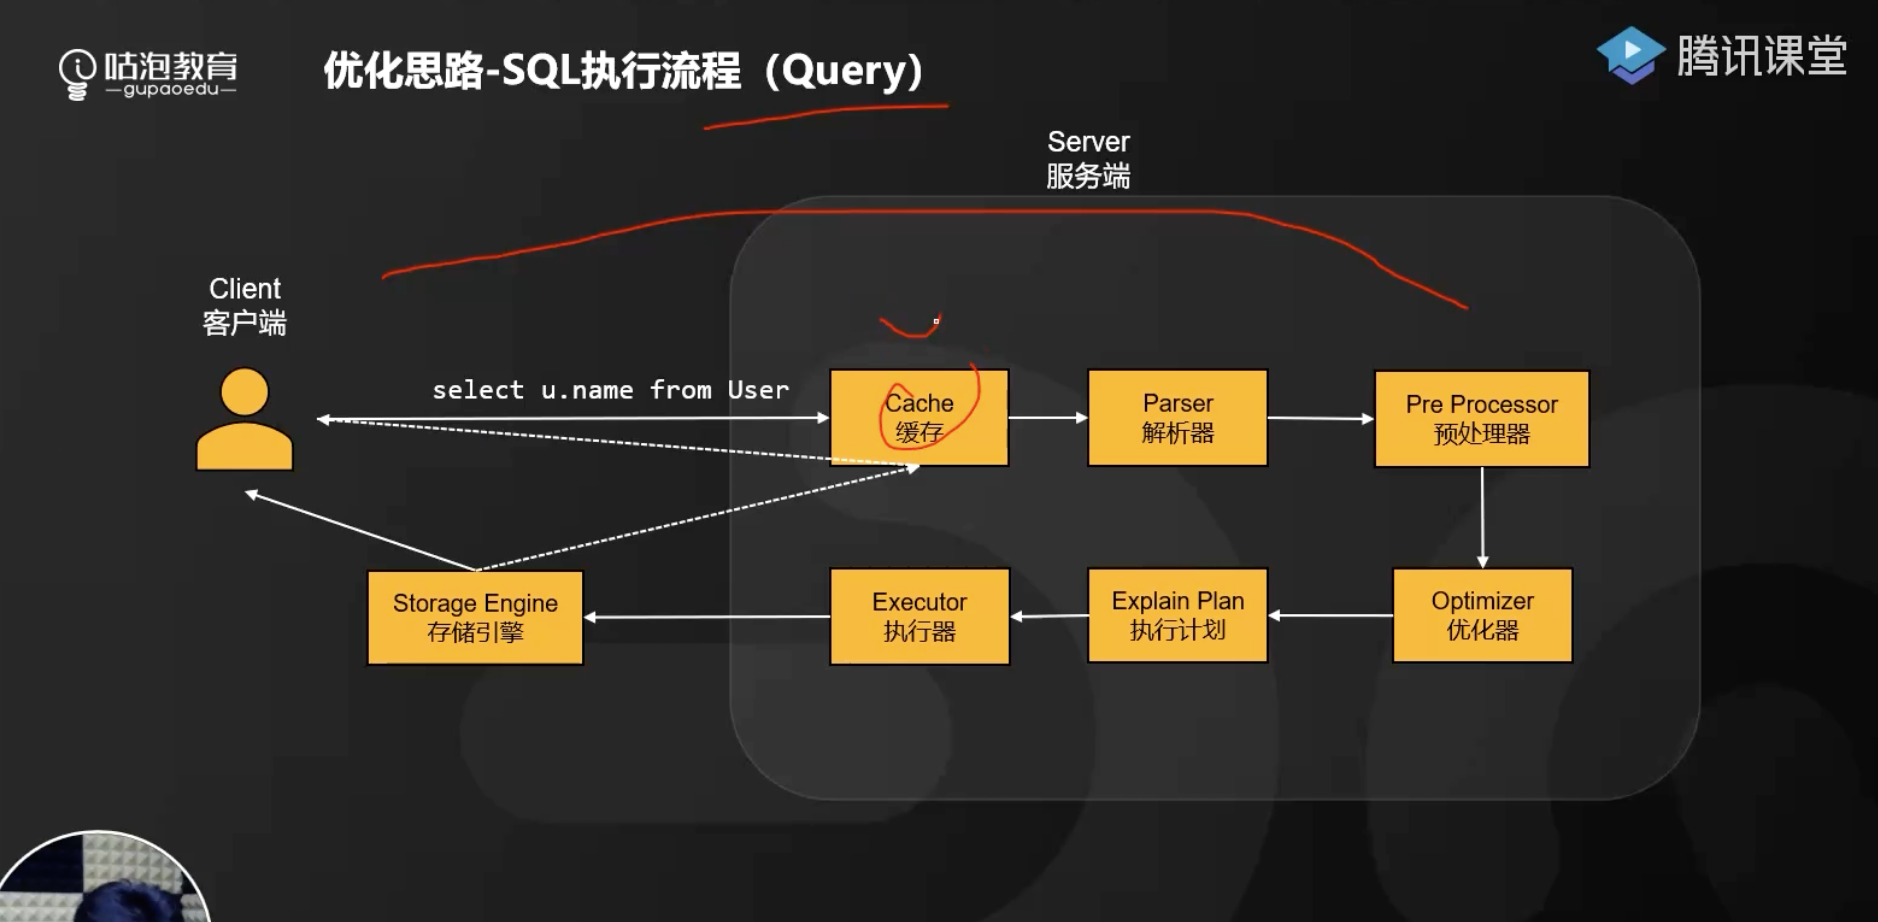 咕泡教育
gupaoedu
优化思路-SQL执行流程（Query）
腾讯课堂
Server
服务端
Client
客户端
select u.name from User
Cache
缓存
Parser
解析器
Pre Processor
预处理器
Storage Engine
存储引擎
Executor
执行器
Explain Plan
执行计划
Optimizer
优化器